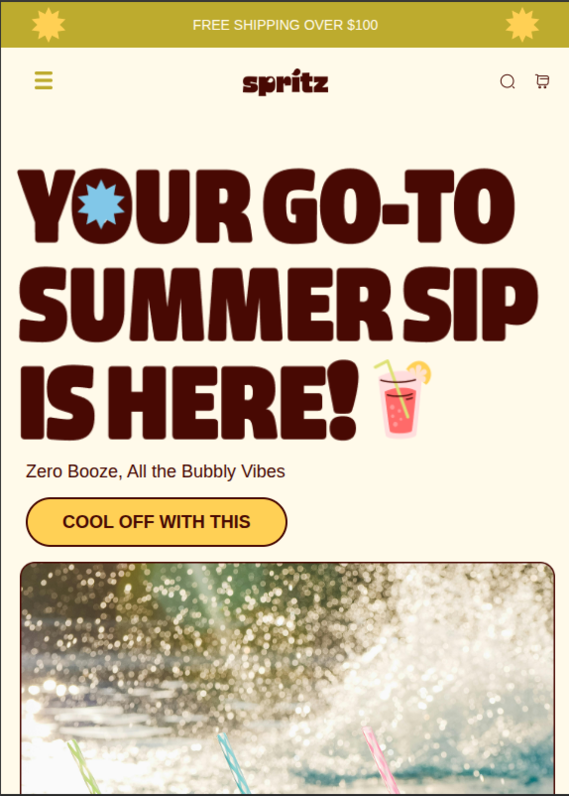 FREE SHIPPING OVER $100
spritz
YOUR GO-TO
SUMMER SIP
IS HERE!
Zero Booze, All the Bubbly Vibes
COOL OFF WITH THIS